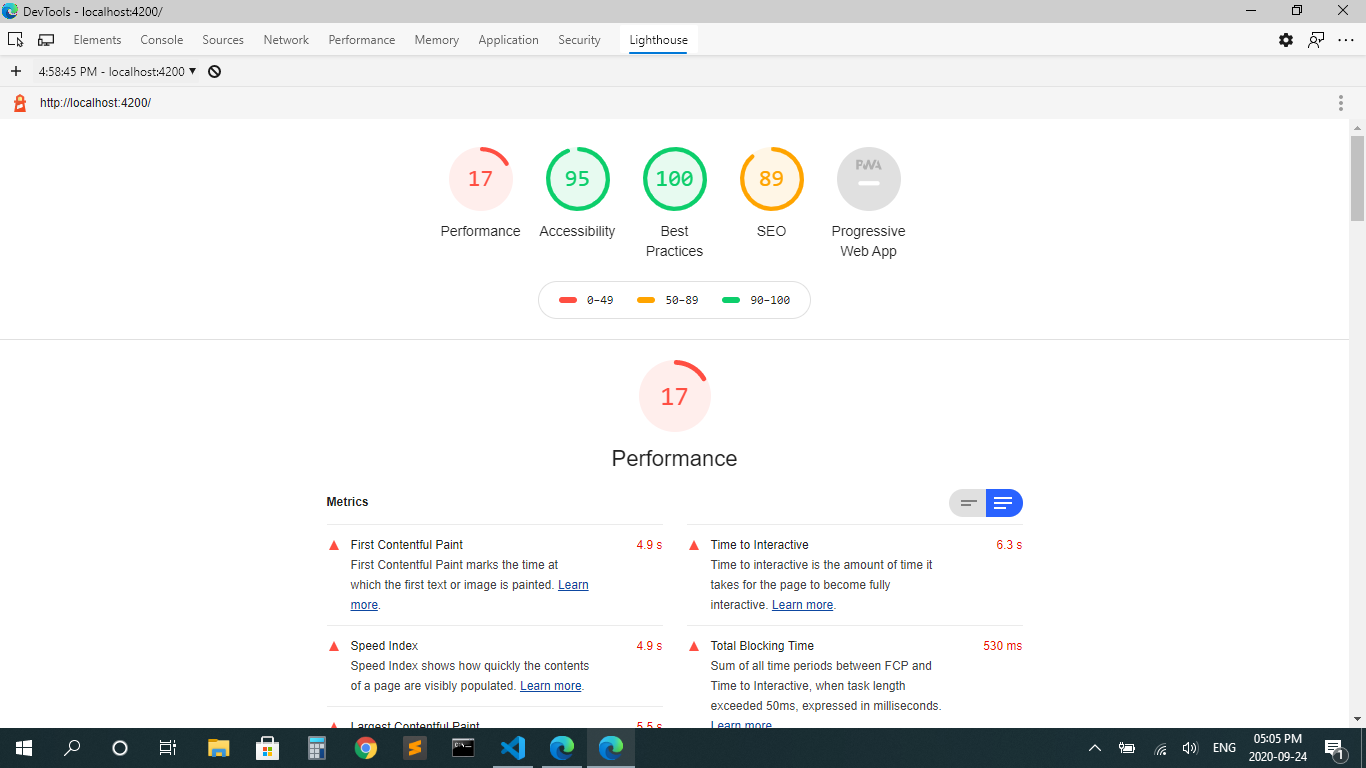 DevTools - localhost:4200/
Elements Console Sources Network Performance Memory Application Security Lighthouse
4:58:45 PM - localhost:4200
http://localhost:4200/
17 95 100 89 PWA
Performance Accessibility Best Practices SEO Progressive Web App
0–49 50–89 90–100
17
Performance
Metrics
First Contentful Paint 4.9 s
First Contentful Paint marks the time at
which the first text or image is painted. Learn
more.
Time to Interactive 6.3 s
Time to interactive is the amount of time it
takes for the page to become fully
interactive. Learn more.
Speed Index 4.9 s
Speed Index shows how quickly the contents
of a page are visibly populated. Learn more.
Total Blocking Time 530 ms
Sum of all time periods between FCP and
Time to Interactive, when task length
exceeded 50ms, expressed in milliseconds.
Learn more
Largest Contentful Paint 5.5 s
ENG
05:05 PM
2020-09-24
1